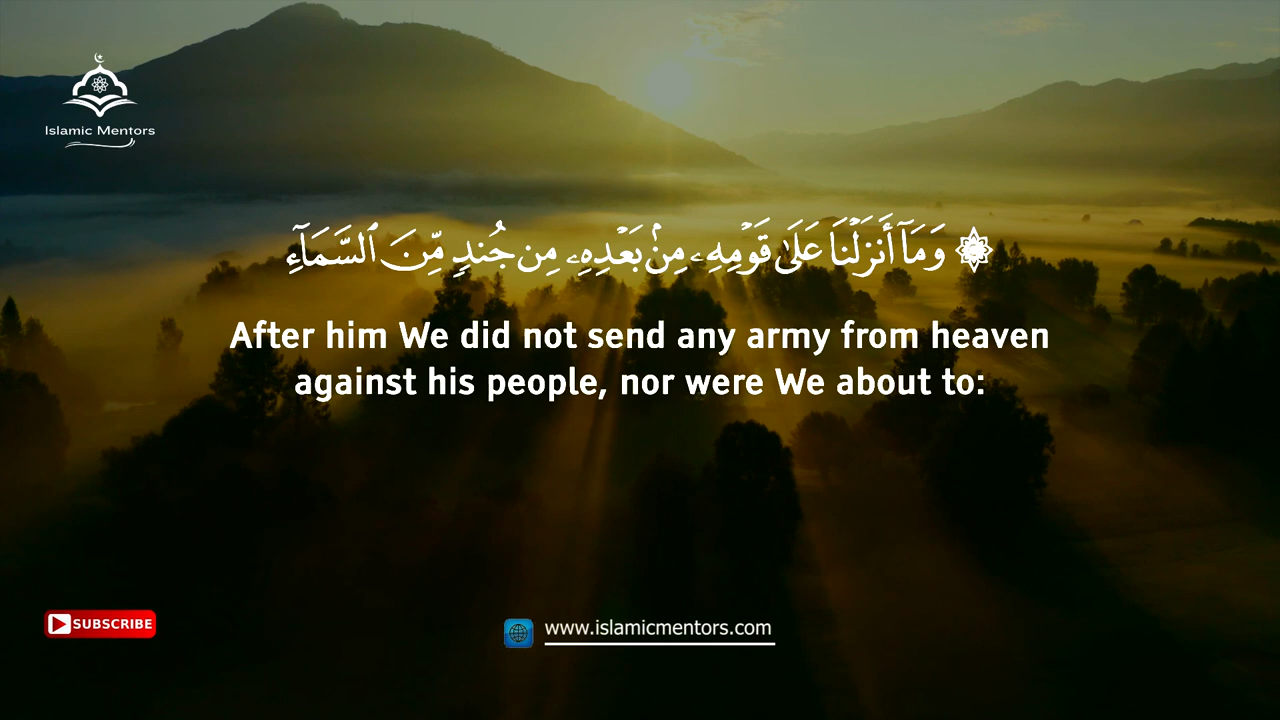 Islamic Mentors
۞ وَمَآ أَنزَلْنَا عَلَىٰ قَوْمِهِۦ مِنۢ بَعْدِهِۦ مِن جُندٍ مِّنَ ٱلسَّمَآءِ
After him We did not send any army from heaven
against his people, nor were We about to:
SUBSCRIBE
www.islamicmentors.com